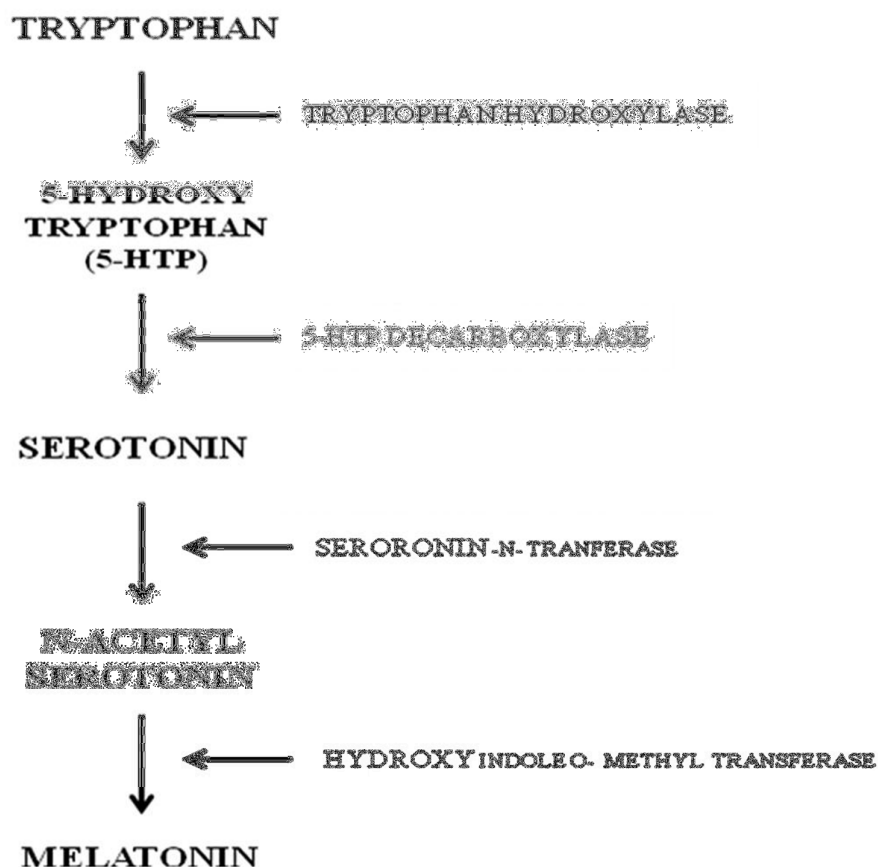 TRYPTOPHAN
TRYPTOPHAN HYDROXYLASE
5-HYDROXY
TRYPTOPHAN
(5-HTP)
5-HTP DECARBOXYLASE
SEROTONIN
SERORONIN-N-TRANFERASE
N-ACETYL
SEROTONIN
HYDROXY INDOLE O- METHYL TRANSFERASE
MELATONIN